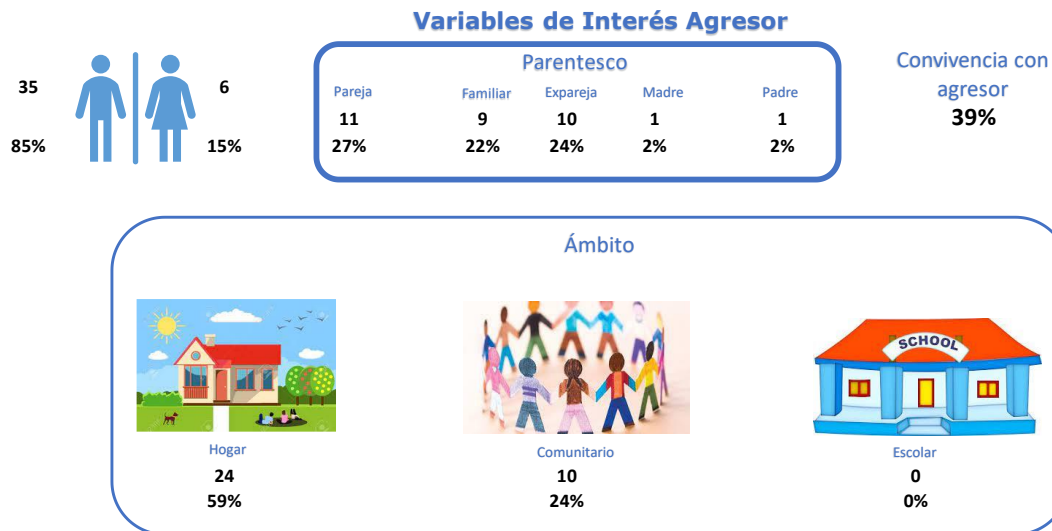 Variables de Interés Agresor
35 6
85% 15%
Parentesco
Pareja Familiar Expareja Madre Padre
11 9 10 1 1
27% 22% 24% 2% 2%
Convivencia con
agresor
39%
Ámbito
SCHOOL
Hogar Comunitario Escolar
24 10 0
59% 24% 0%